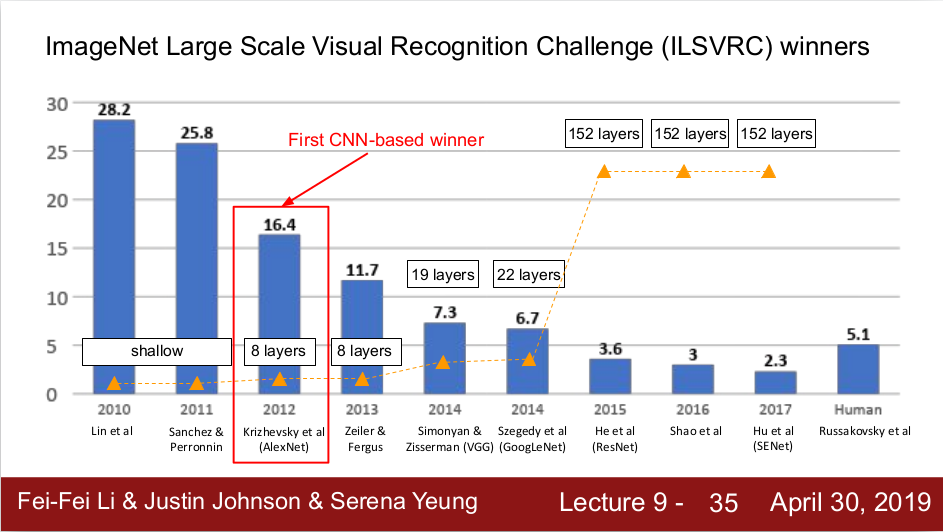 ImageNet Large Scale Visual Recognition Challenge (ILSVRC) winners
30
28.2
25.8
First CNN-based winner
152 layers
152 layers
152 layers
25
20
16.4
15
11.7
19 layers
22 layers
10
7.3
6.7
5.1
3.6
3
2.3
5
shallow
8 layers
8 layers
0
2010
2011
2012
2013
2014
2014
2015
2016
2017
Human
Lin et al
Sanchez &
Perronnin
Krizhevsky et al
(AlexNet)
Zeiler &
Fergus
Simonyan &
Zisserman (VGG)
Szegedy et al
(GoogLeNet)
He et al
(ResNet)
Shao et al
Hu et al
(SENet)
Russakovsky et al
Fei-Fei Li & Justin Johnson & Serena Yeung
Lecture 9 - 35
April 30, 2019